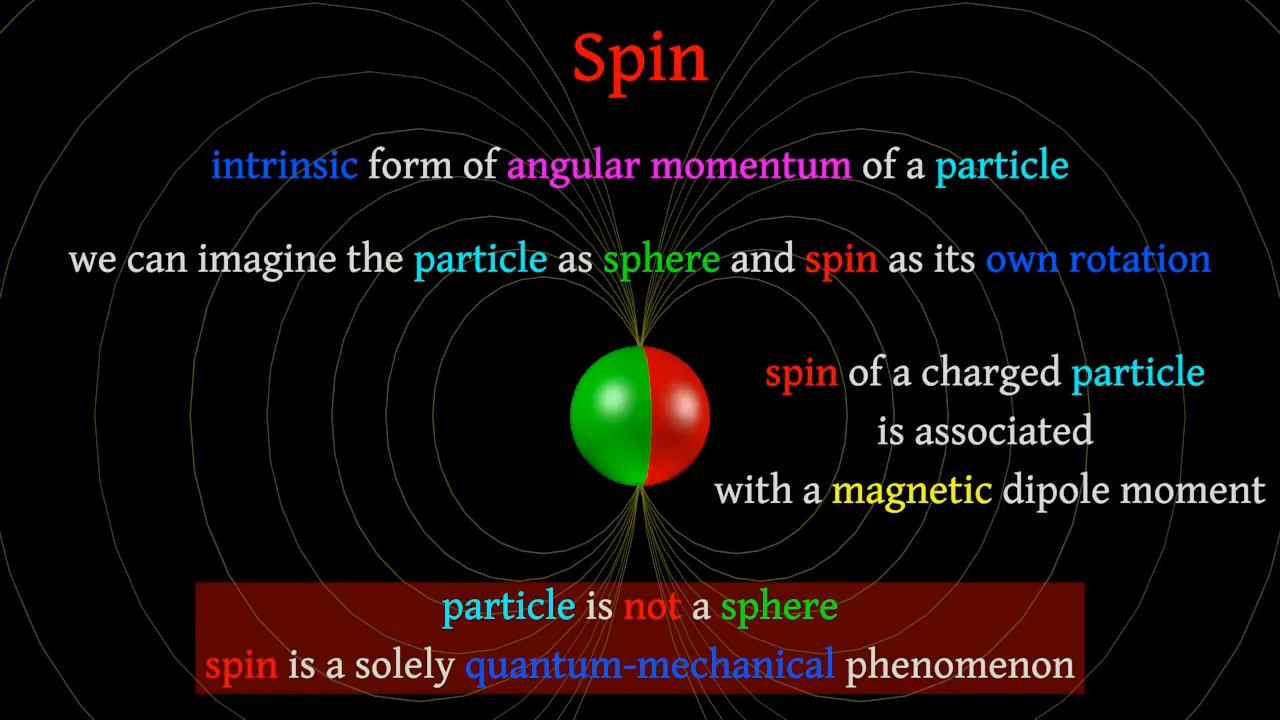 Spin
intrinsic form of angular momentum of a particle
we can imagine the particle as sphere and spin as its own rotation
spin of a charged particle
is associated
with a magnetic dipole moment
particle is not a sphere
spin is a solely quantum-mechanical phenomenon